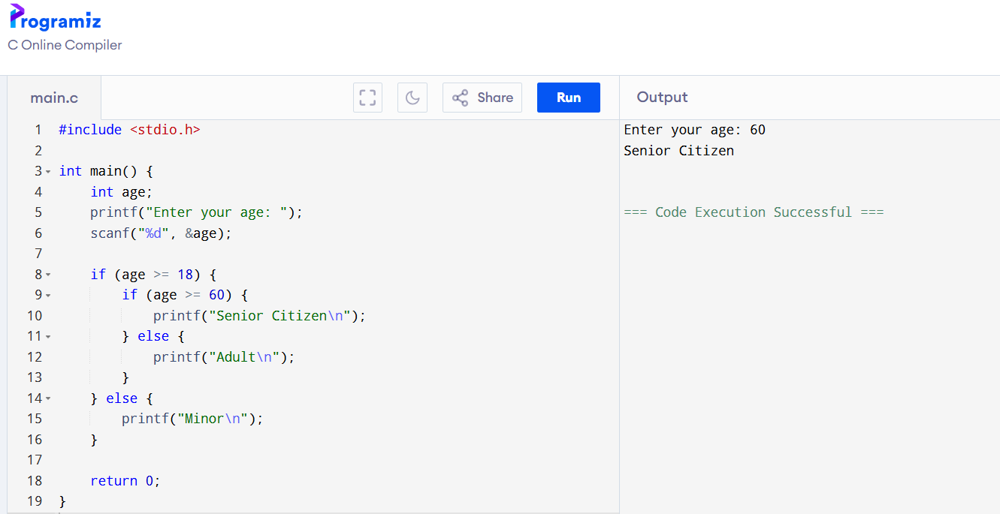 Programiz
C Online Compiler
main.c
Share
Run
Output
1 #include <stdio.h>
2
3 int main() {
4     int age;
5     printf("Enter your age: ");
6     scanf("%d", &age);
7
8     if (age >= 18) {
9         if (age >= 60) {
10             printf("Senior Citizen\n");
11         } else {
12             printf("Adult\n");
13         }
14     } else {
15         printf("Minor\n");
16     }
17
18     return 0;
19 }
Enter your age: 60
Senior Citizen
=== Code Execution Successful ===